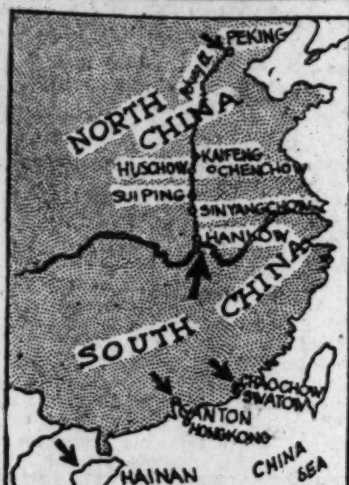 PEKING
NORTH
CHINA
KAIFENG
HUSCHOW
CHENCHOW
SUIPING
SINYANGCHOW
HANKOW
SOUTH CHINA
CHAOCHOW
SWATOW
CANTON
HONGKONG
HAINAN
CHINA
SEA